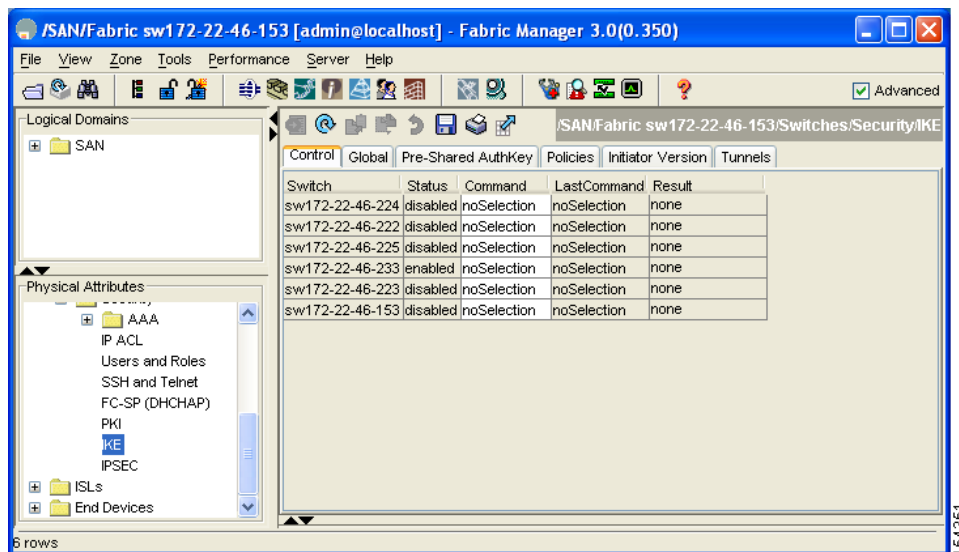 /SAN/Fabric sw172-22-46-153 [admin@localhost] - Fabric Manager 3.0(0.350)
File View Zone Tools Performance Server Help
Advanced
Logical Domains
SAN
/SAN/Fabric sw172-22-46-153/Switches/Security/IKE
Control Global Pre-Shared AuthKey Policies Initiator Version Tunnels
Switch Status Command LastCommand Result
sw172-22-46-224 disabled noSelection noSelection none
sw172-22-46-222 disabled noSelection noSelection none
sw172-22-46-225 disabled noSelection noSelection none
sw172-22-46-233 enabled noSelection noSelection none
sw172-22-46-223 disabled noSelection noSelection none
sw172-22-46-153 disabled noSelection noSelection none
Physical Attributes
AAA
IP ACL
Users and Roles
SSH and Telnet
FC-SP (DHCHAP)
PKI
IKE
IPSEC
ISLs
End Devices
6 rows